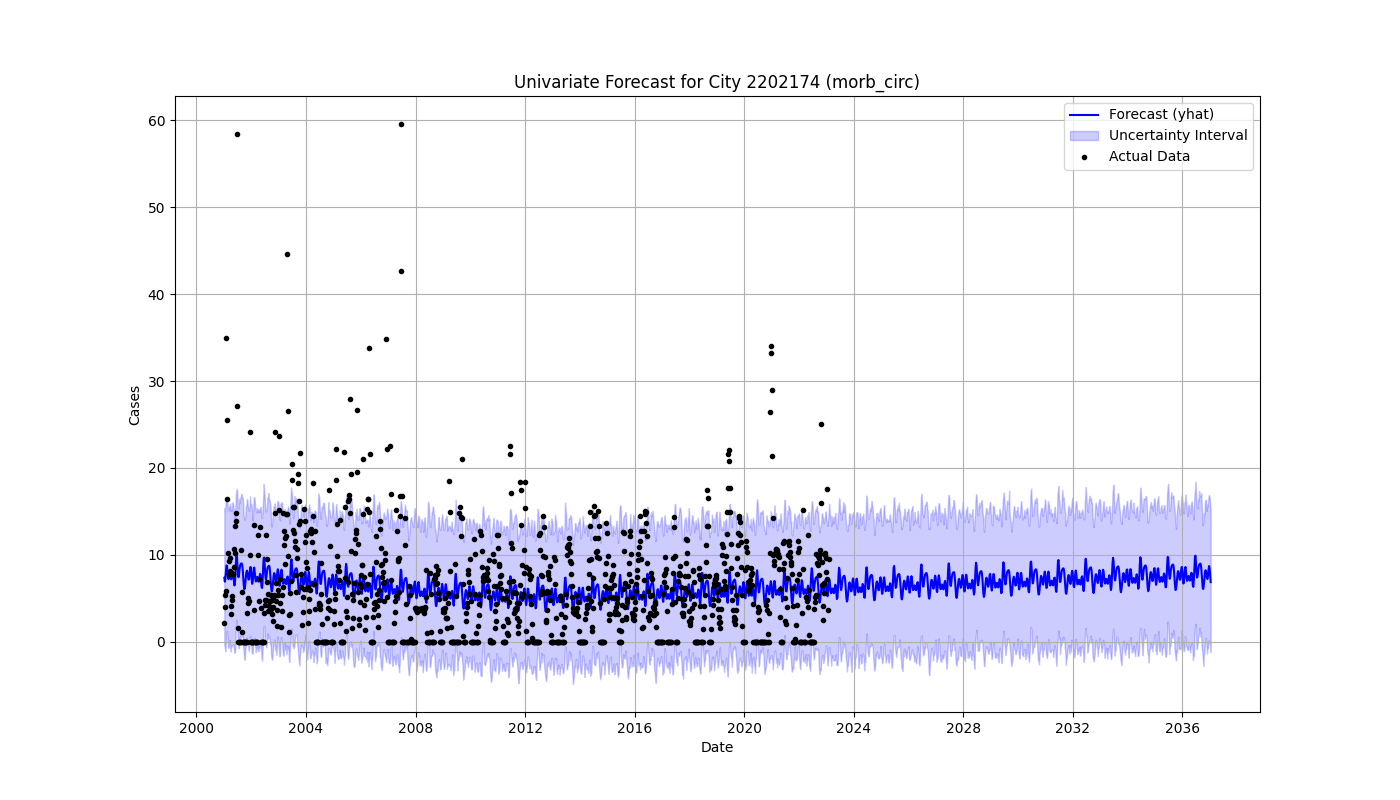 Univariate Forecast for City 2202174 (morb_circ)
Forecast (yhat)
Uncertainty Interval
Actual Data
Cases
60
50
40
30
20
10
0
2000 2004 2008 2012 2016 2020 2024 2028 2032 2036
Date